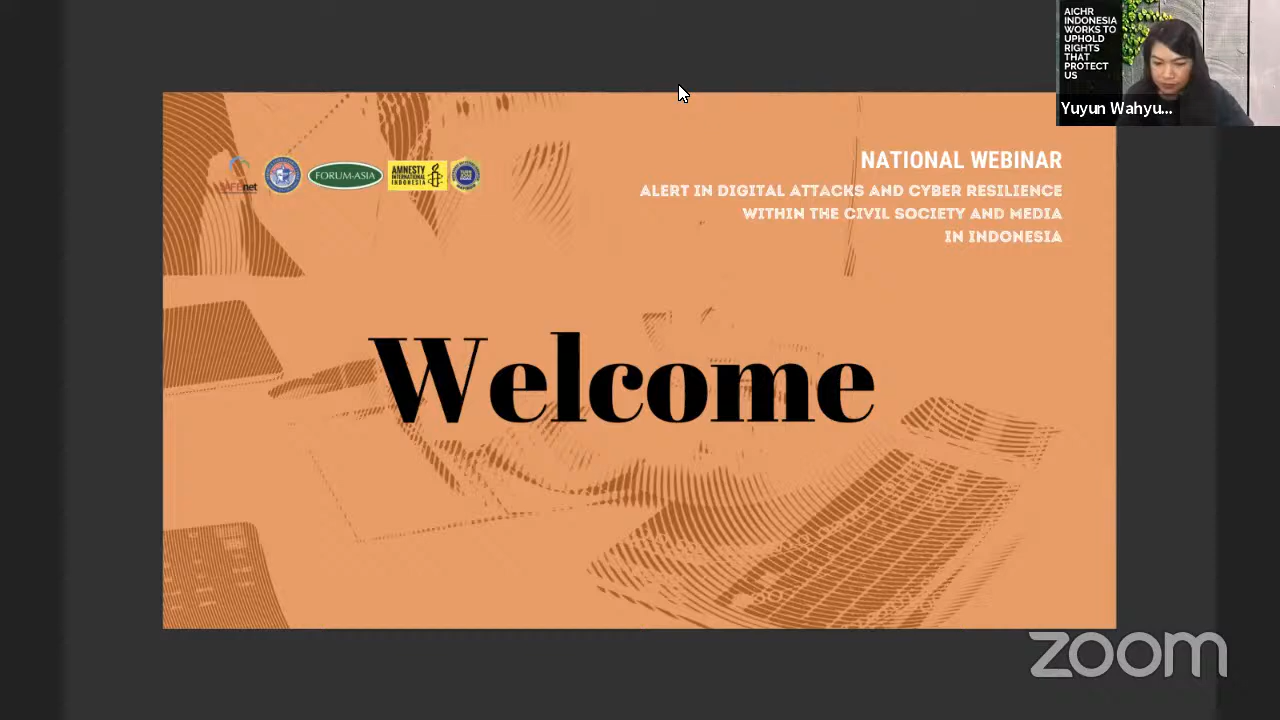 AICHR
INDONESIA
WORKS TO
UPHOLD
RIGHTS
THAT
PROTECT
US
Yuyun Wahyu...
SAFEnet
FORUM-ASIA
AMNESTY
INTERNATIONAL
INDONESIA
NATIONAL WEBINAR
ALERT IN DIGITAL ATTACKS AND CYBER RESILIENCE
WITHIN THE CIVIL SOCIETY AND MEDIA
IN INDONESIA
Welcome
zoom